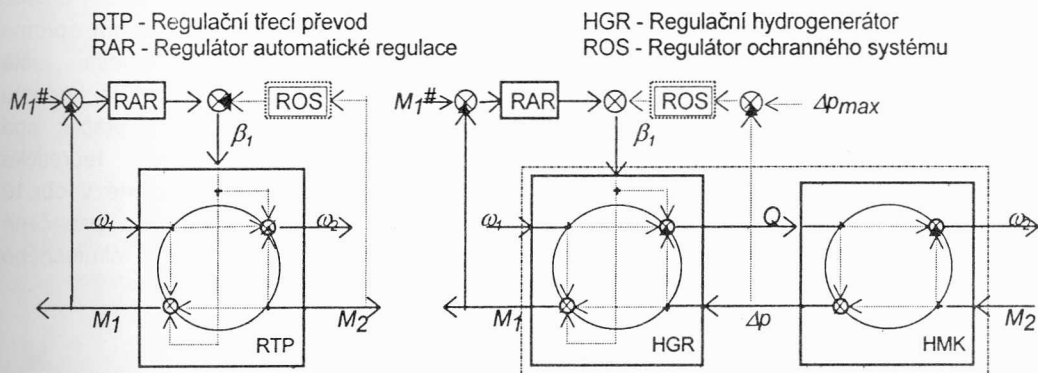 RTP - Regulační třecí převod
RAR - Regulátor automatické regulace
HGR - Regulační hydrogenerátor
ROS - Regulátor ochranného systému
M1# RAR ROS
β1
ω1 ω2
M1 M2
RTP
M1# RAR ROS Δpmax
β1
ω1 Q ω2
M1 Δp M2
HGR HMK